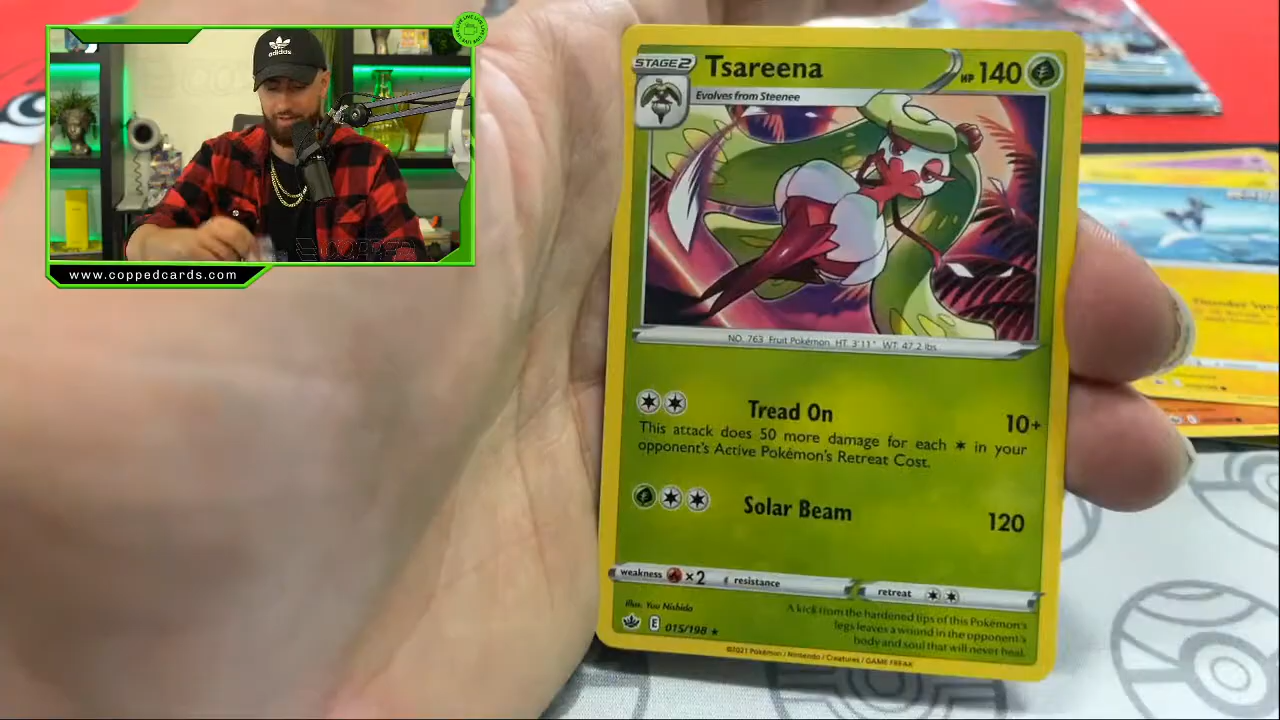 adidas
www.coppedcards.com
STAGE2
Tsareena
HP 140
Evolves from Steenee
NO. 763 Fruit Pokémon HT: 3'11" WT: 47.2 lbs
Tread On 10+
This attack does 50 more damage for each ✶ in your
opponent's Active Pokémon's Retreat Cost.
Solar Beam 120
weakness ×2 resistance retreat
Illus. You Nishida
A kick from the hardened tips of this Pokémon's
legs leaves a wound in the opponent's
body and soul that will never heal.
E 015/198 ★
©2021 Pokémon / Nintendo / Creatures / GAME FREAK